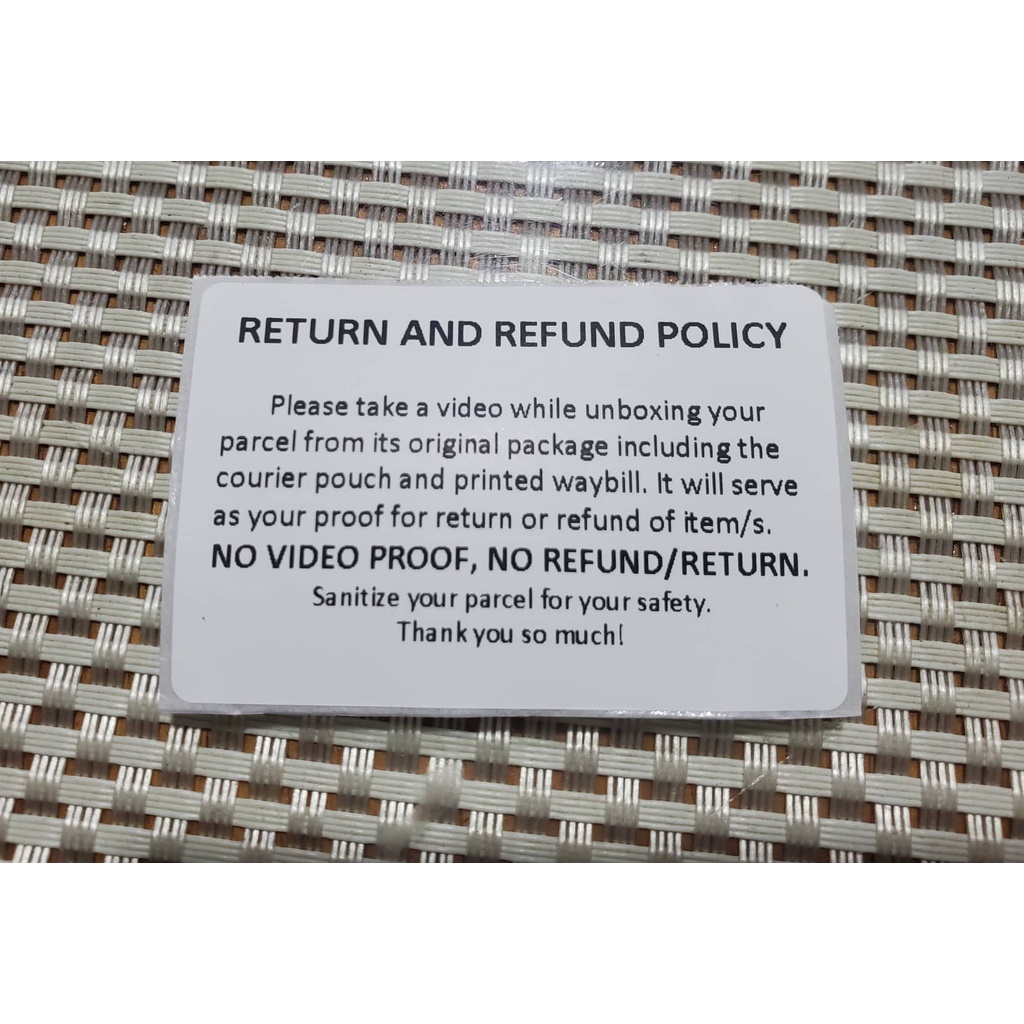 RETURN AND REFUND POLICY
Please take a video while unboxing your
parcel from its original package including the
courier pouch and printed waybill. It will serve
as your proof for return or refund of item/s.
NO VIDEO PROOF, NO REFUND/RETURN.
Sanitize your parcel for your safety.
Thank you so much!